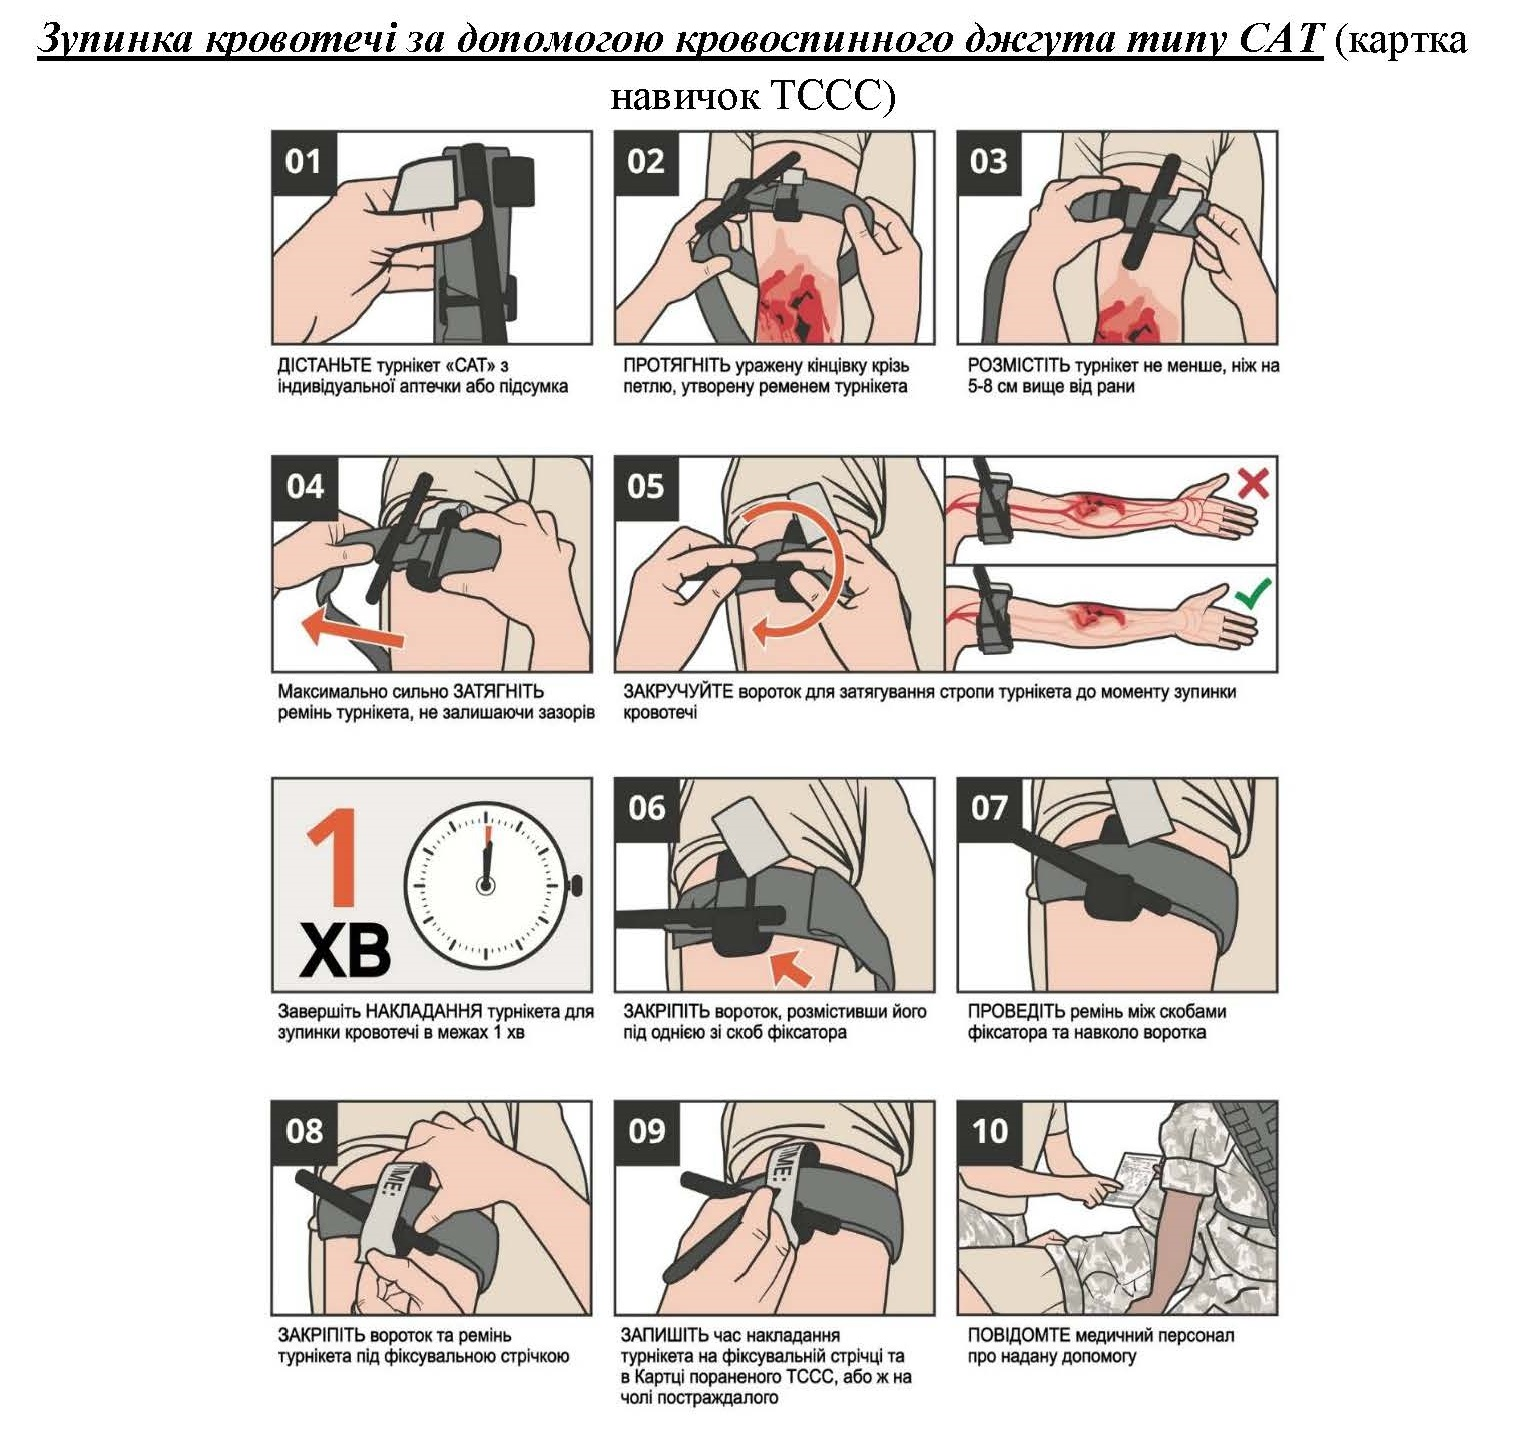 Зупинка кровотечі за допомогою кровоспинного джгута типу САТ (картка
навичок ТССС)
01
02
03
ДІСТАНЬТЕ турнікет «CAT» з
індивідуальної аптечки або підсумка
ПРОТЯГНІТЬ уражену кінцівку крізь
петлю, утворену ременем турнікета
РОЗМІСТІТЬ турнікет не менше, ніж на
5-8 см вище від рани
04
05
Максимально сильно ЗАТЯГНІТЬ
ремінь турнікета, не залишаючи зазорів
ЗАКРУЧУЙТЕ вороток для затягування стропи турнікета до моменту зупинки
кровотечі
1
ХВ
06
07
Завершіть НАКЛАДАННЯ турнікета для
зупинки кровотечі в межах 1 хв
ЗАКРІПІТЬ вороток, розмістивши його
під однією зі скоб фіксатора
ПРОВЕДІТЬ ремінь між скобами
фіксатора та навколо воротка
08
TIME:
09
TIME:
10
ЗАКРІПІТЬ вороток та ремінь
турнікета під фіксувальною стрічкою
ЗАПИШІТЬ час накладання
турнікета на фіксувальній стрічці та
в Картці пораненого ТССС, або ж на
чолі постраждалого
ПОВІДОМТЕ медичний персонал
про надану допомогу